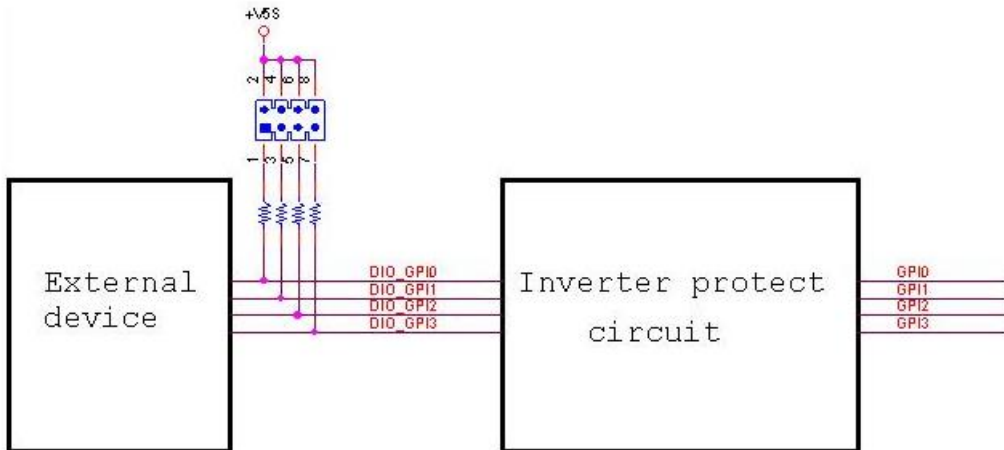 +V5S
2 4 6 8
1 3 5 7
External
device
DIO_GPI0
DIO_GPI1
DIO_GPI2
DIO_GPI3
Inverter protect
circuit
GPI0
GPI1
GPI2
GPI3